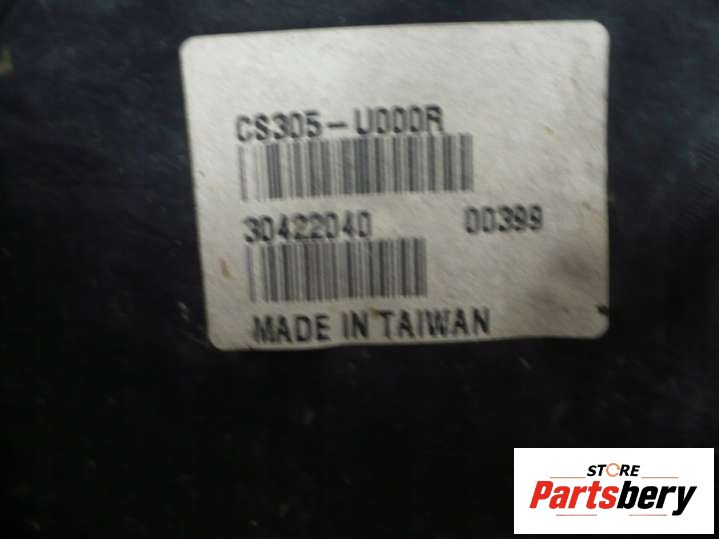 CS305-U000R
30422040 00399
MADE IN TAIWAN
STORE
Partsbery